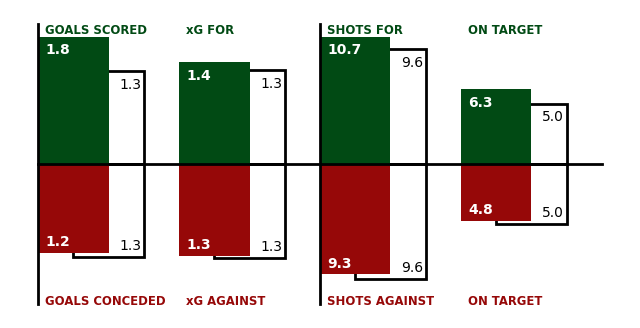 GOALS SCORED xG FOR SHOTS FOR ON TARGET
1.8 1.3 1.4 1.3 10.7 9.6 6.3 5.0
1.2 1.3 1.3 1.3 9.3 9.6 4.8 5.0
GOALS CONCEDED xG AGAINST SHOTS AGAINST ON TARGET